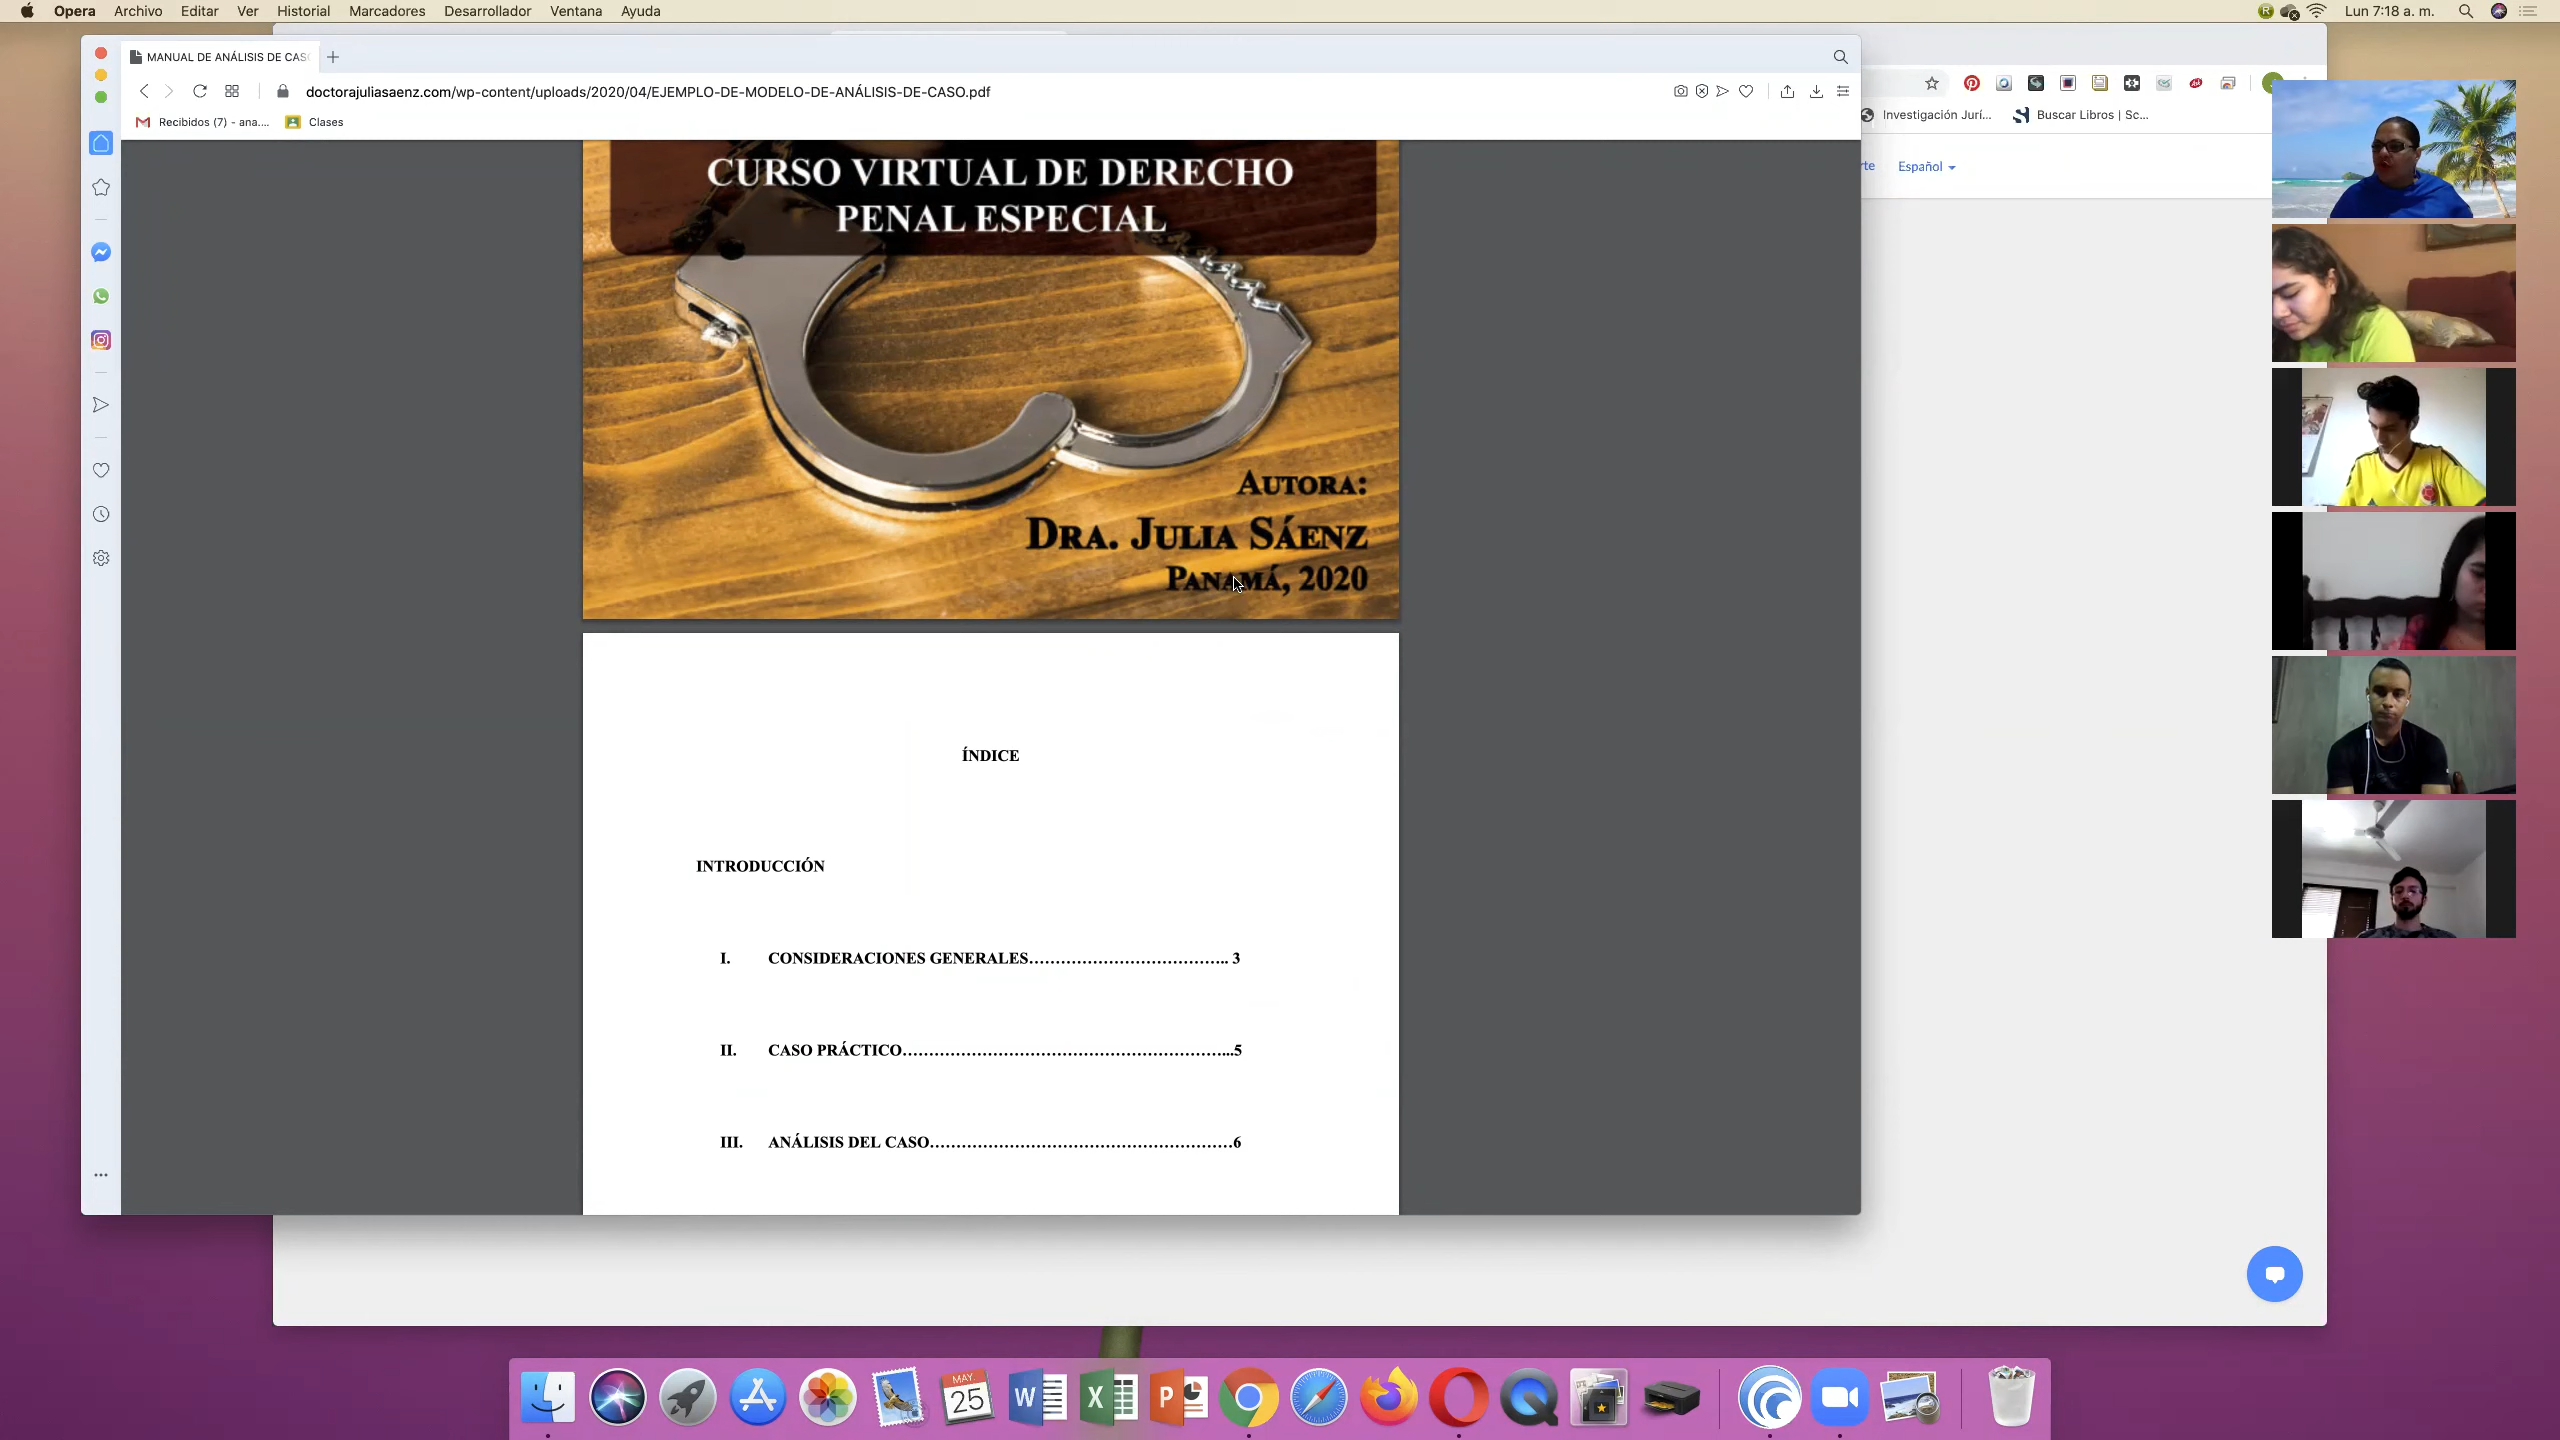 Opera Archivo Editar Ver Historial Marcadores Desarrollador Ventana Ayuda
Lun 7:18 a. m.
MANUAL DE ANÁLISIS DE CAS
doctorajuliasaenz.com/wp-content/uploads/2020/04/EJEMPLO-DE-MODELO-DE-ANÁLISIS-DE-CASO.pdf
Recibidos (7) - ana.... Clases
Investigación Jurí... Buscar Libros | Sc...
rte Español
CURSO VIRTUAL DE DERECHO
PENAL ESPECIAL
AUTORA:
DRA. JULIA SÁENZ
PANAMÁ, 2020
ÍNDICE
INTRODUCCIÓN
I. CONSIDERACIONES GENERALES……………………………….. 3
II. CASO PRÁCTICO……………………………………………………...5
III. ANÁLISIS DEL CASO…………………………………………………6
MAY.
25